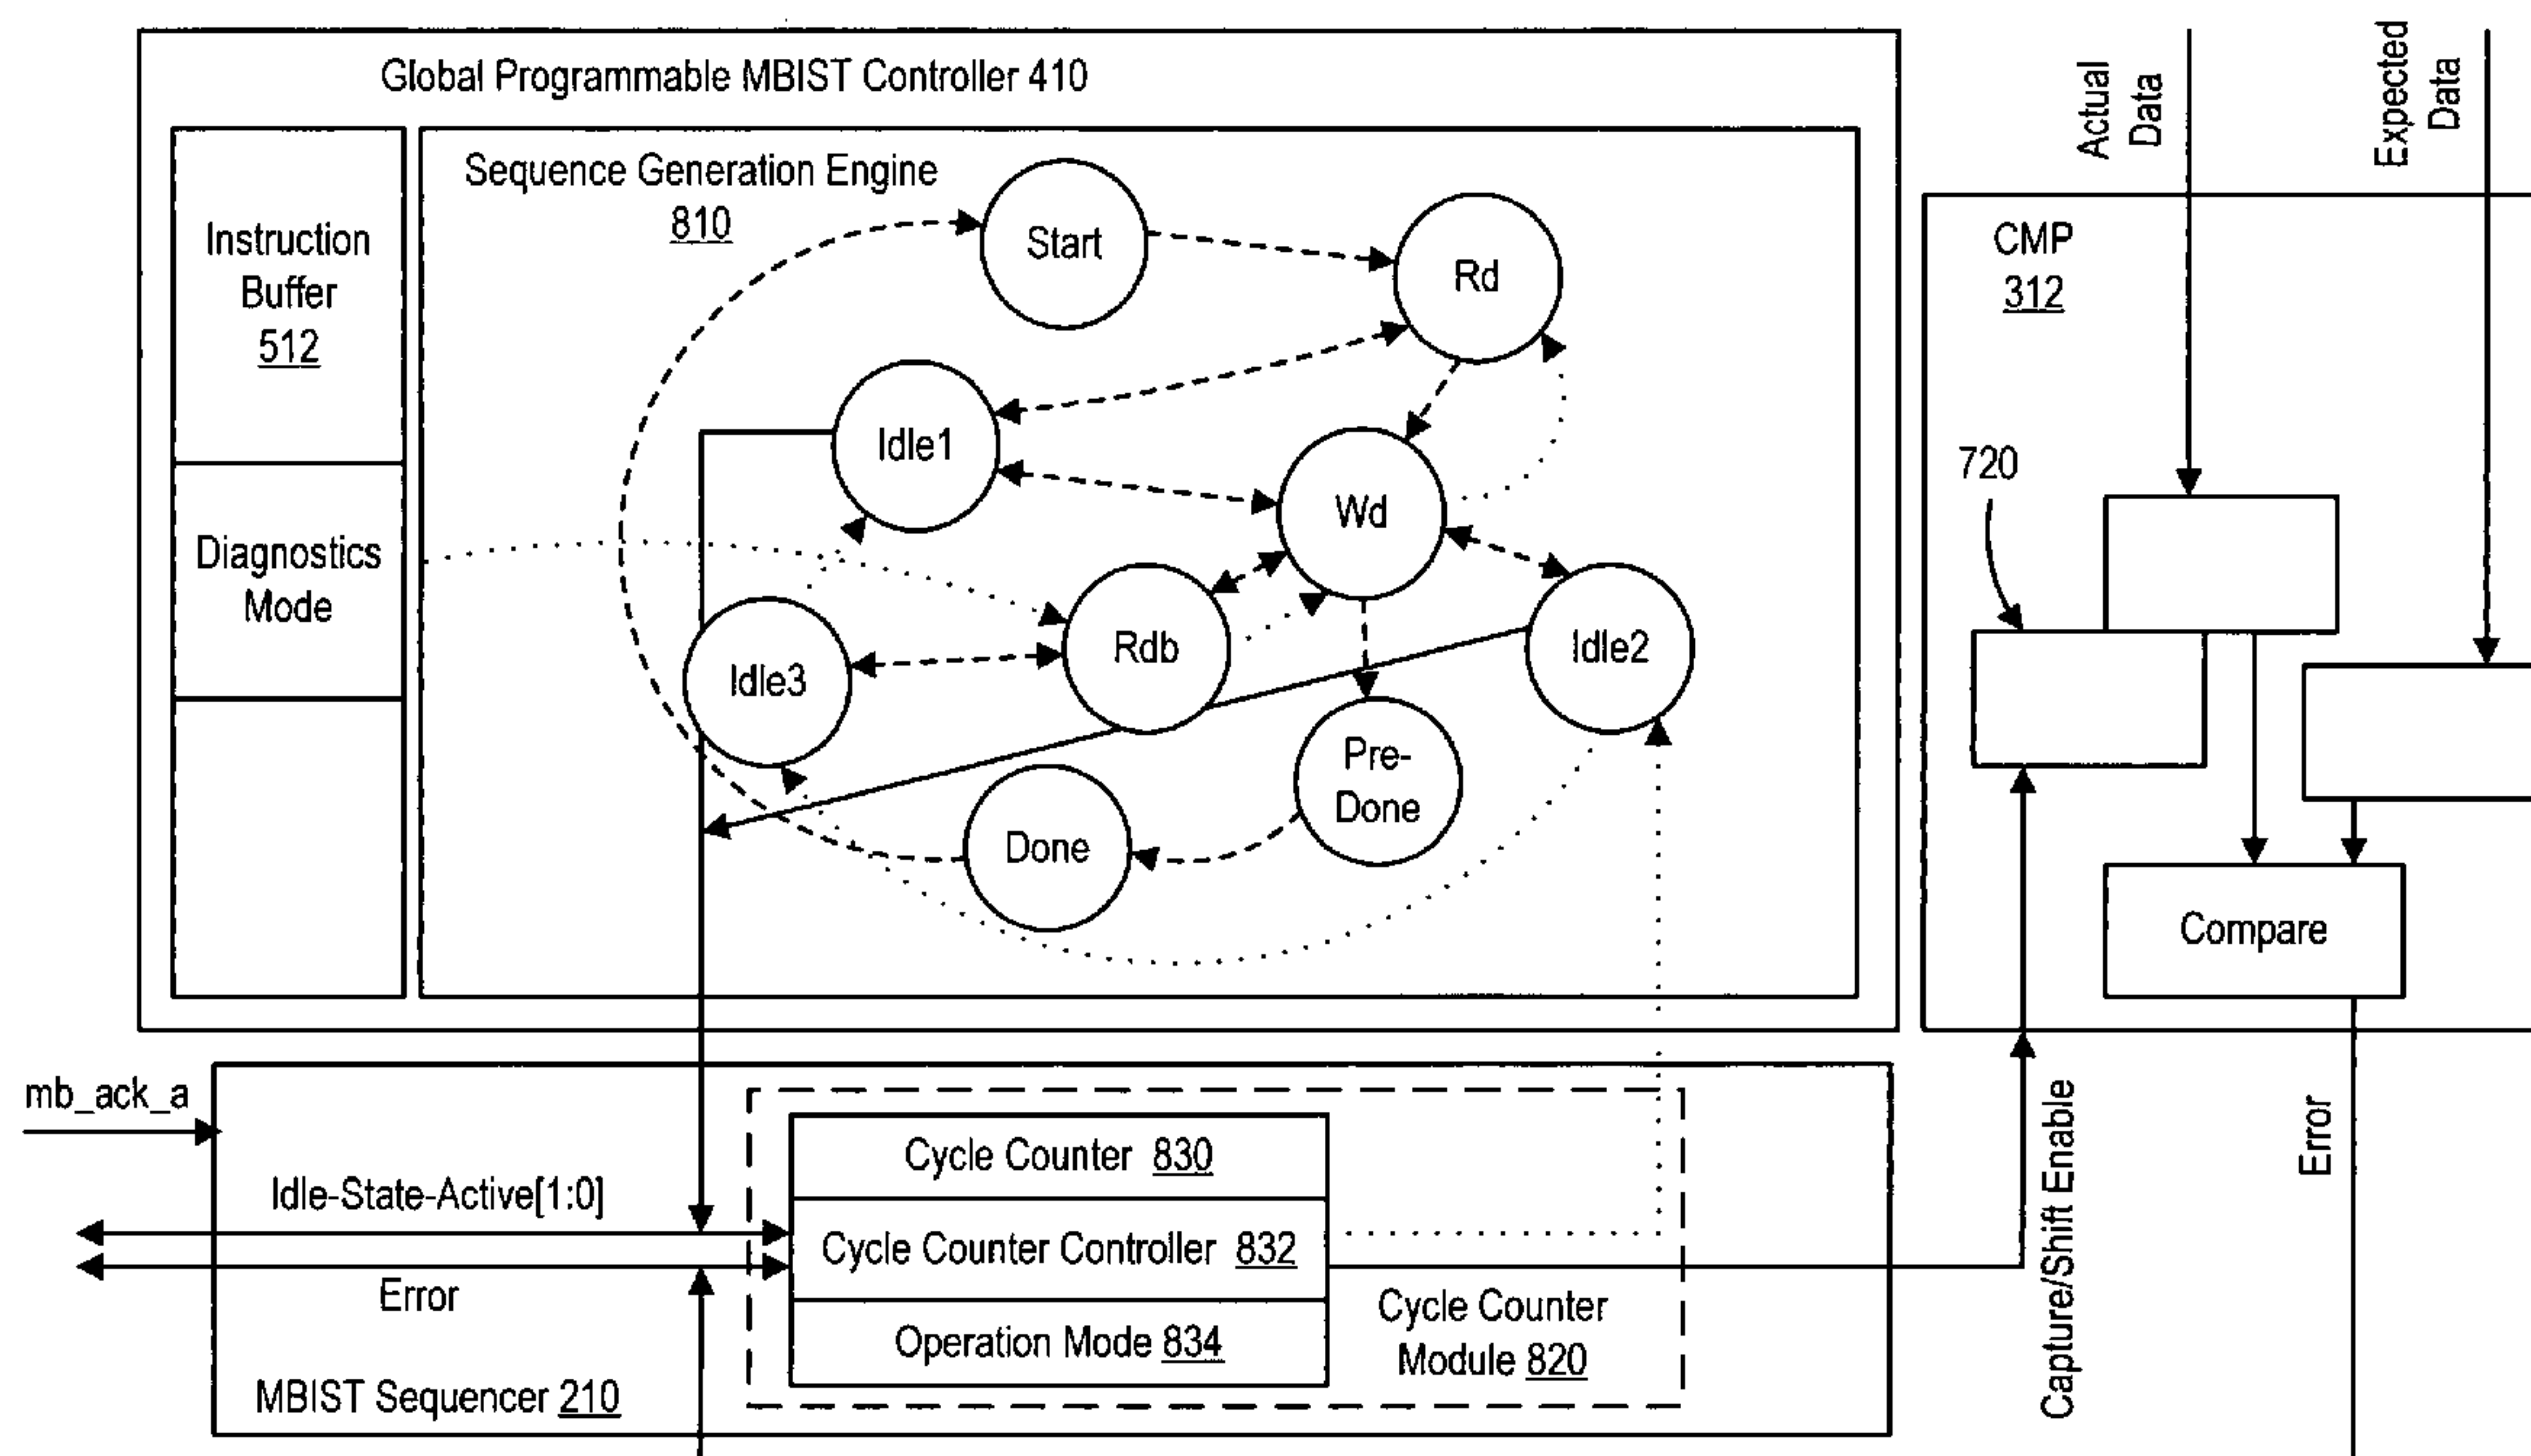 Global Programmable MBIST Controller 410
Instruction
Buffer
512
Diagnostics
Mode
Sequence Generation Engine
810
Start
Rd
Idle1
Wd
Rdb
Idle2
Idle3
Pre-
Done
Done
Actual
Data
Expected
Data
CMP
312
720
Compare
mb_ack_a
Idle-State-Active[1:0]
Error
MBIST Sequencer 210
Cycle Counter 830
Cycle Counter Controller 832
Operation Mode 834
Cycle Counter
Module 820
Capture/Shift Enable
Error